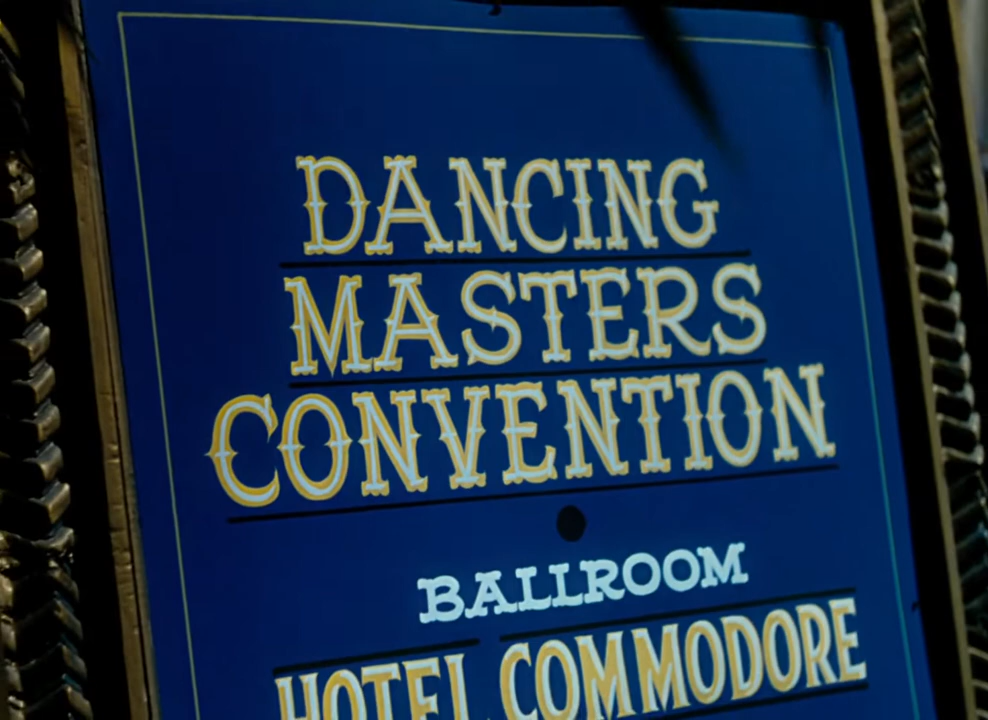 DANCING
MASTERS
CONVENTION
BALLROOM
HOTEL COMMODORE